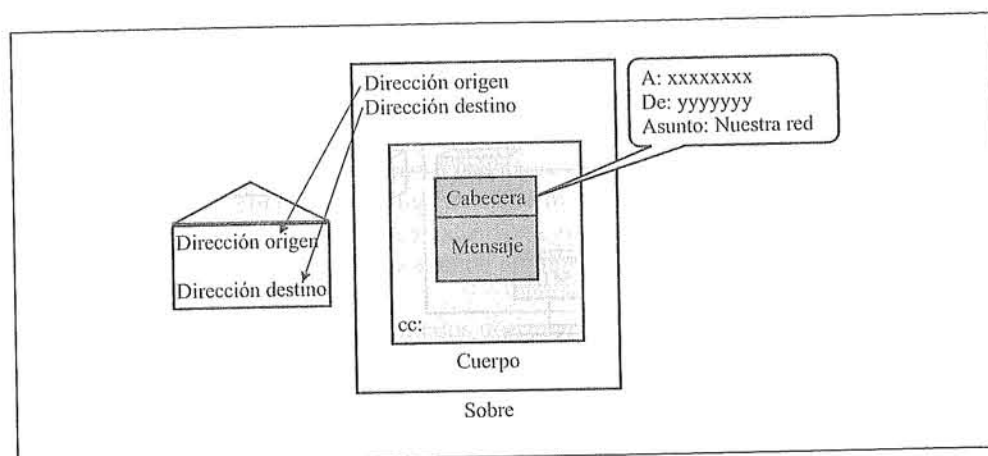 Dirección origen
Dirección destino
A: xxxxxxxx
De: yyyyyyy
Asunto: Nuestra red
Cabecera
Mensaje
Dirección origen
Dirección destino
cc:
Cuerpo
Sobre